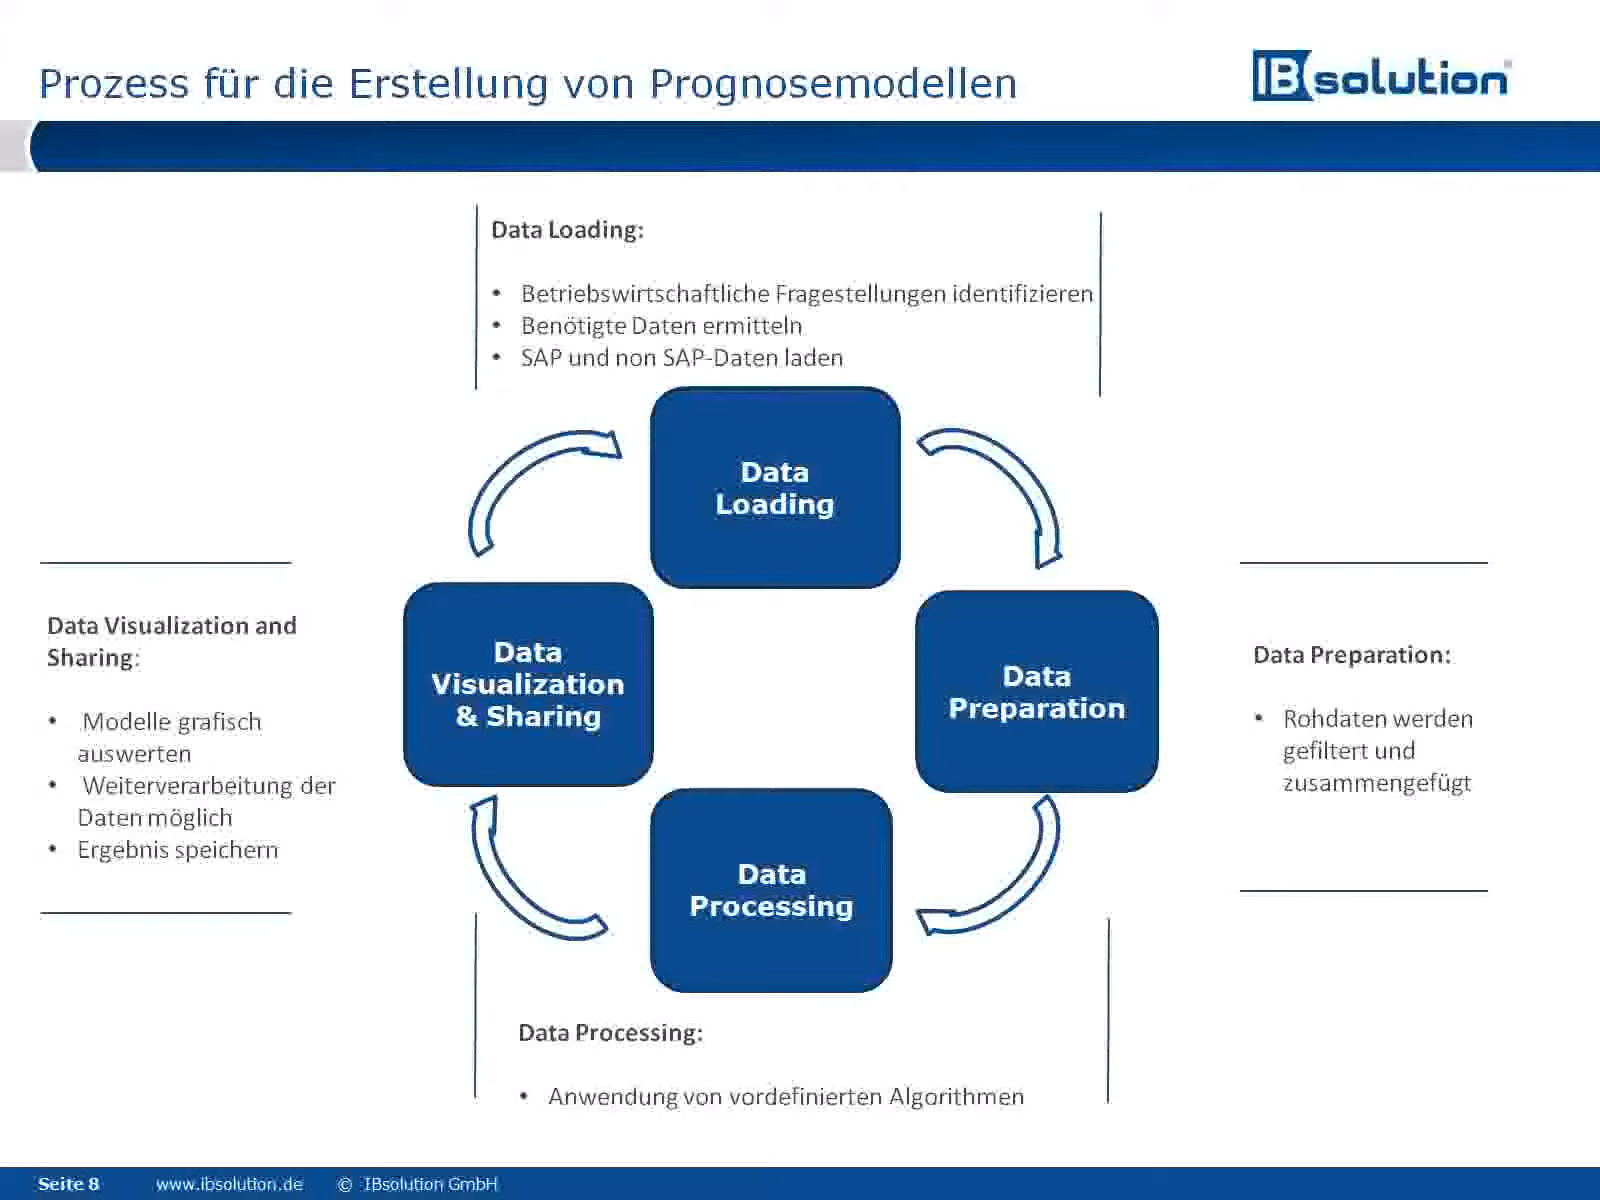 Prozess für die Erstellung von Prognosemodellen
IBsolution
Data Loading:
• Betriebswirtschaftliche Fragestellungen identifizieren
• Benötigte Daten ermitteln
• SAP und non SAP-Daten laden
Data
Loading
Data Visualization and
Sharing:
• Modelle grafisch
auswerten
• Weiterverarbeitung der
Daten möglich
• Ergebnis speichern
Data
Visualization
& Sharing
Data
Preparation
Data Preparation:
• Rohdaten werden
gefiltert und
zusammengefügt
Data
Processing
Data Processing:
• Anwendung von vordefinierten Algorithmen
Seite 8 www.ibsolution.de © IBsolution GmbH